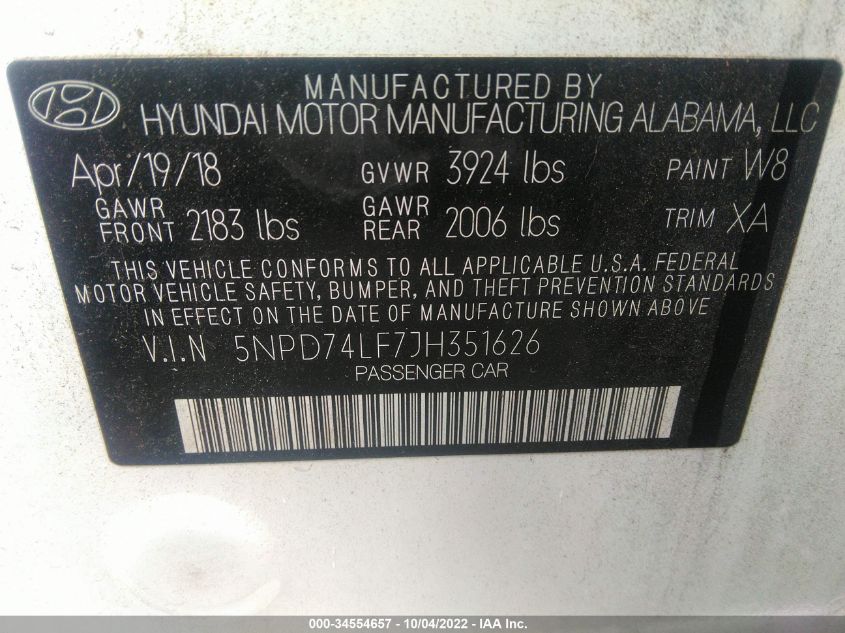 MANUFACTURED BY
HYUNDAI MOTOR MANUFACTURING ALABAMA, LLC
Apr/19/18 GVWR 3924 lbs PAINT W8
GAWR FRONT 2183 lbs GAWR REAR 2006 lbs TRIM XA
THIS VEHICLE CONFORMS TO ALL APPLICABLE U.S.A. FEDERAL
MOTOR VEHICLE SAFETY, BUMPER, AND THEFT PREVENTION STANDARDS
IN EFFECT ON THE DATE OF MANUFACTURE SHOWN ABOVE
V.I.N 5NPD74LF7JH351626
PASSENGER CAR
000-34554657 - 10/04/2022 - IAA Inc.